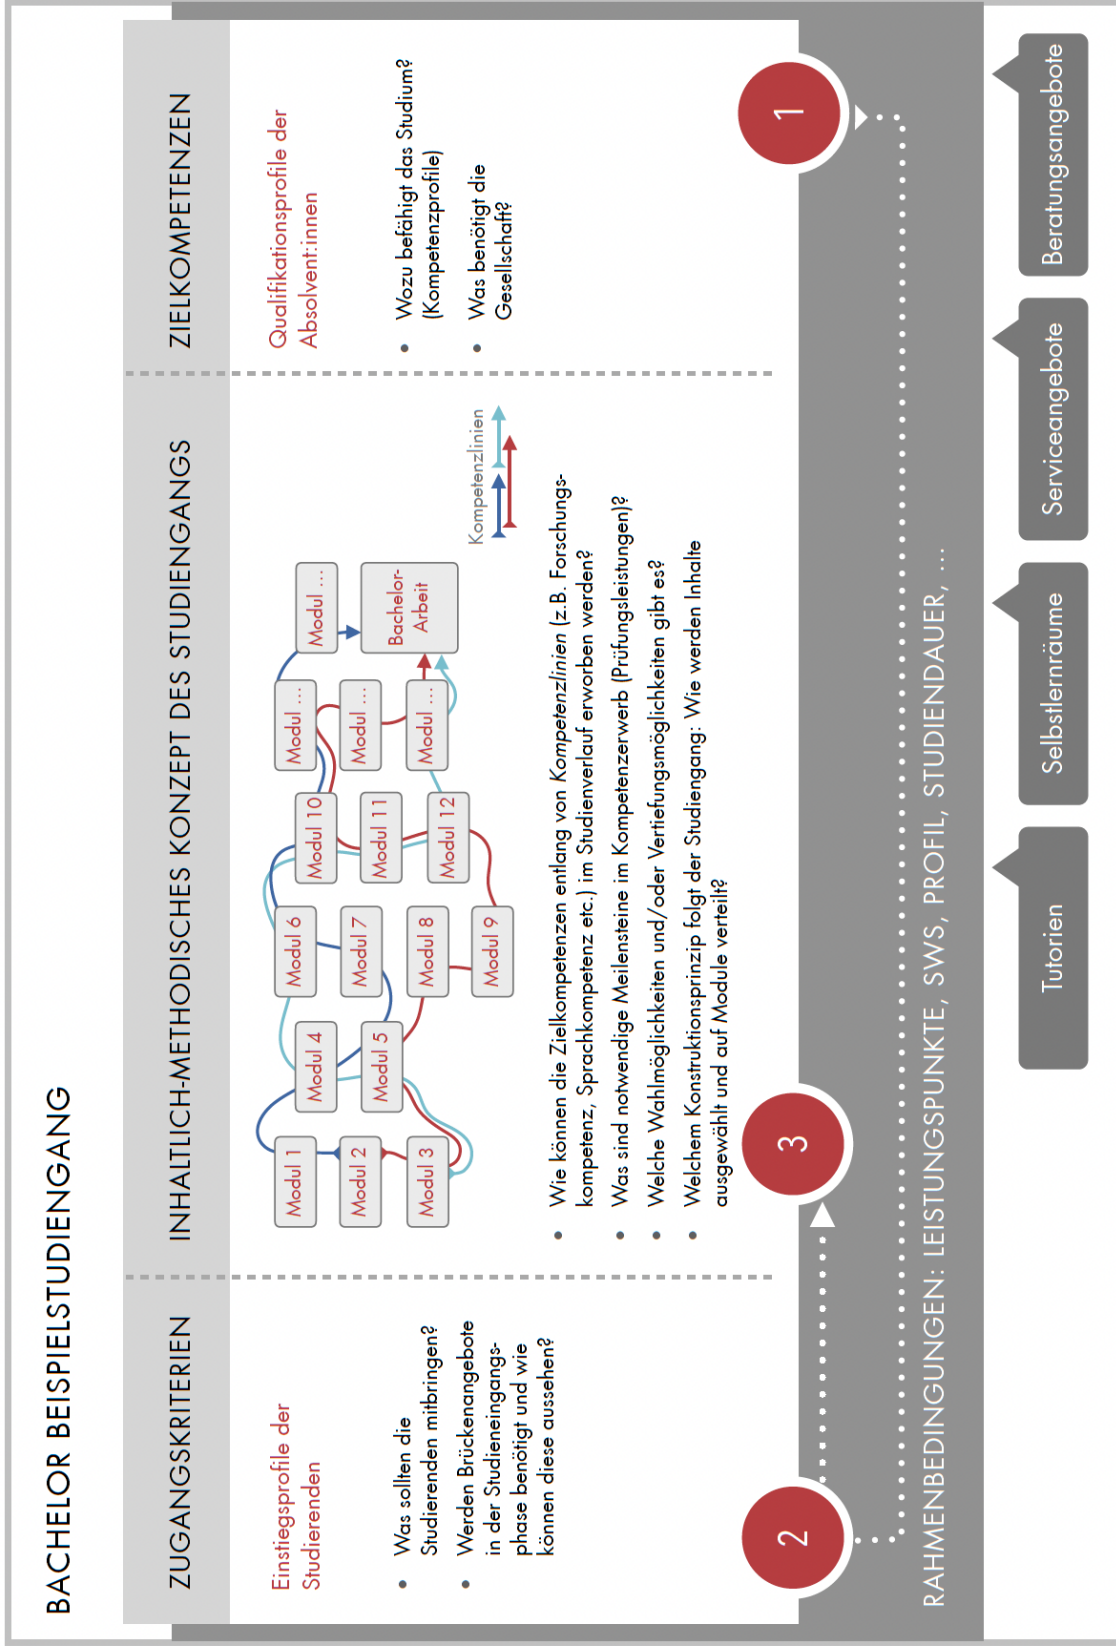 BACHELOR BEISPIELSTUDIENGANG
ZUGANGSKRITERIEN
INHALTLICH-METHODISCHES KONZEPT DES STUDIENGANGS
ZIELKOMPETENZEN
Einstiegsprofile der
Studierenden
• Was sollten die
Studierenden mitbringen?
• Werden Brückenangebote
in der Studieneingangs-
phase benötigt und wie
können diese aussehen?
Modul 1
Modul 2
Modul 3
Modul 4
Modul 5
Modul 6
Modul 7
Modul 8
Modul 9
Modul 10
Modul 11
Modul 12
Modul ...
Modul ...
Modul ...
Modul ...
Bachelor-
Arbeit
Kompetenzlinien
• Wie können die Zielkompetenzen entlang von Kompetenzlinien (z.B. Forschungs-
kompetenz, Sprachkompetenz etc.) im Studienverlauf erworben werden?
• Was sind notwendige Meilensteine im Kompetenzerwerb (Prüfungsleistungen)?
• Welche Wahlmöglichkeiten und/oder Vertiefungsmöglichkeiten gibt es?
• Welchem Konstruktionsprinzip folgt der Studiengang: Wie werden Inhalte
ausgewählt und auf Module verteilt?
Qualifikationsprofile der
Absolvent:innen
• Wozu befähigt das Studium?
(Kompetenzprofile)
• Was benötigt die
Gesellschaft?
2
3
1
RAHMENBEDINGUNGEN: LEISTUNGSPUNKTE, SWS, PROFIL, STUDIENDAUER, ...
Tutorien
Selbstlernräume
Serviceangebote
Beratungsangebote